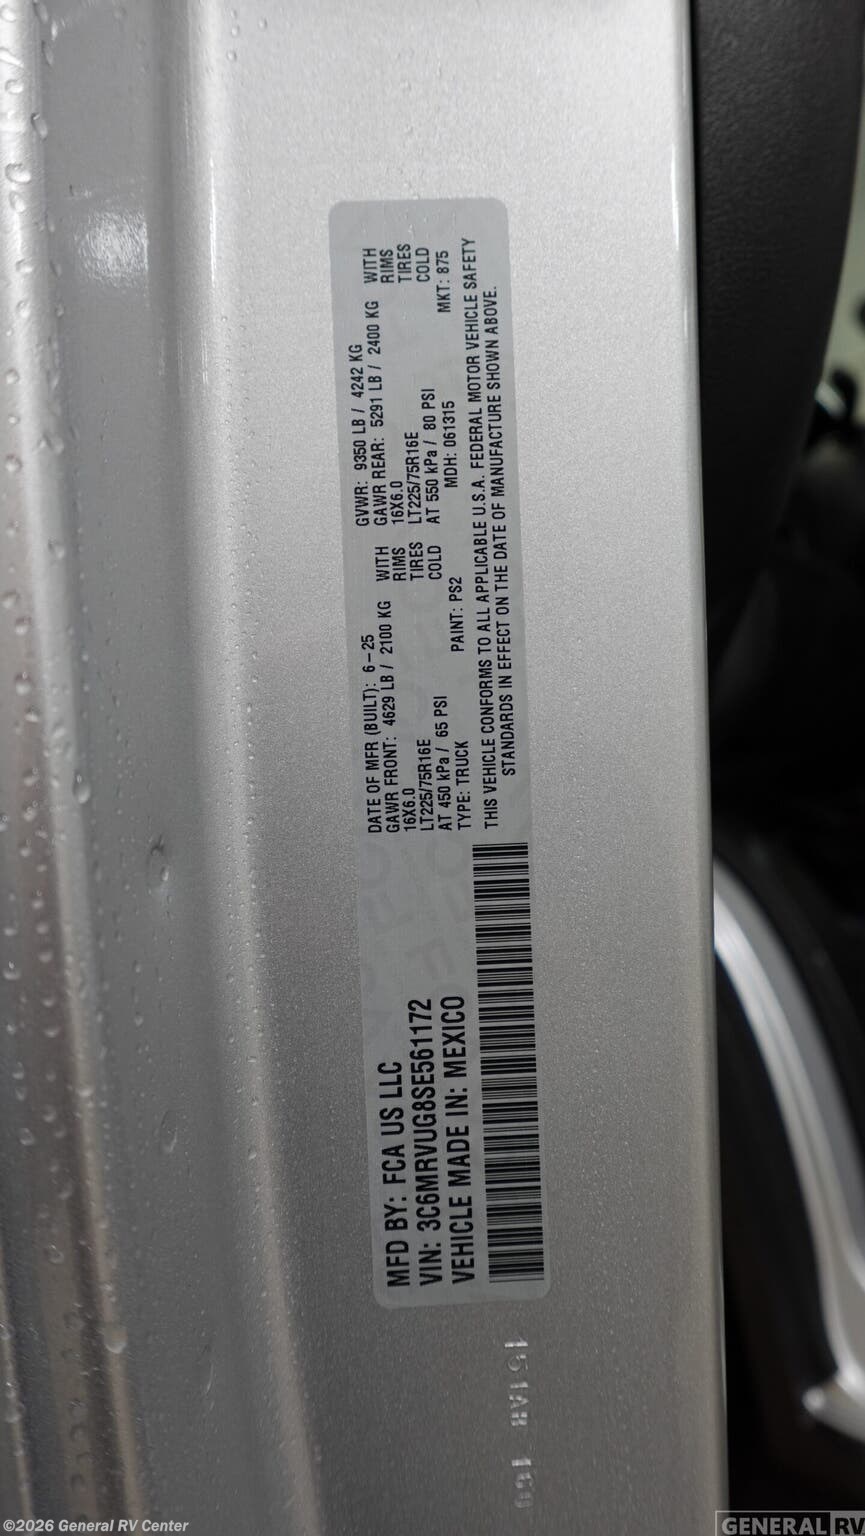 MFD BY: FCA US LLC
VIN: 3C6MRVUG8SE561172
VEHICLE MADE IN: MEXICO
DATE OF MFR (BUILT): 6-25 GVWR: 9350 LB / 4242 KG
GAWR FRONT: 4629 LB / 2100 KG WITH GAWR REAR: 5291 LB / 2400 KG WITH
16X6.0 RIMS 16X6.0 RIMS
LT225/75R16E TIRES LT225/75R16E TIRES
AT 450 kPa / 65 PSI COLD AT 550 kPa / 80 PSI COLD
TYPE: TRUCK PAINT: PS2 MDH: 061315 MKT: 875
THIS VEHICLE CONFORMS TO ALL APPLICABLE U.S.A. FEDERAL MOTOR VEHICLE SAFETY
STANDARDS IN EFFECT ON THE DATE OF MANUFACTURE SHOWN ABOVE.
©2026 General RV Center
GENERAL RV